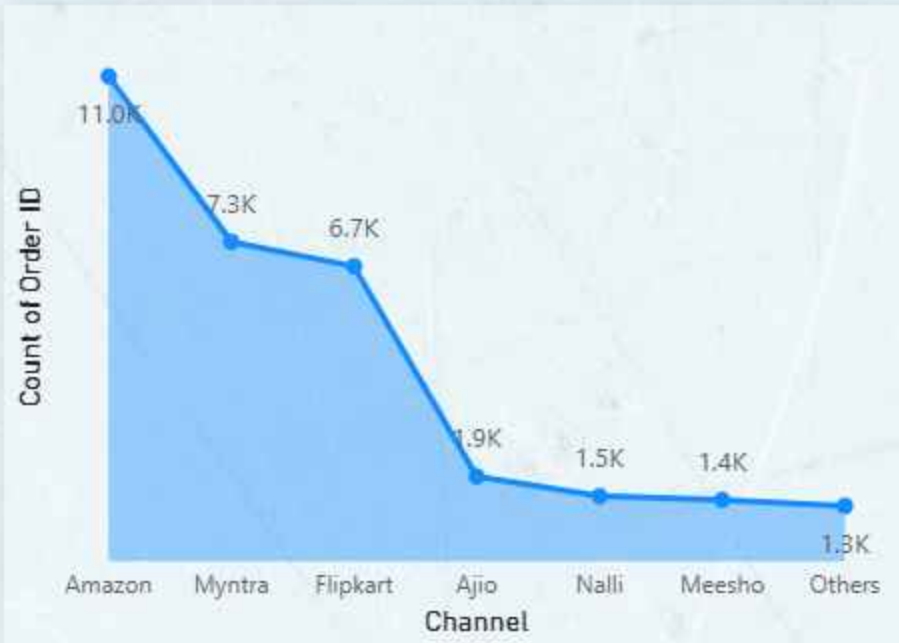 11.0K
7.3K
6.7K
1.9K
1.5K
1.4K
1.3K
Count of Order ID
Amazon Myntra Flipkart Ajio Nalli Meesho Others
Channel